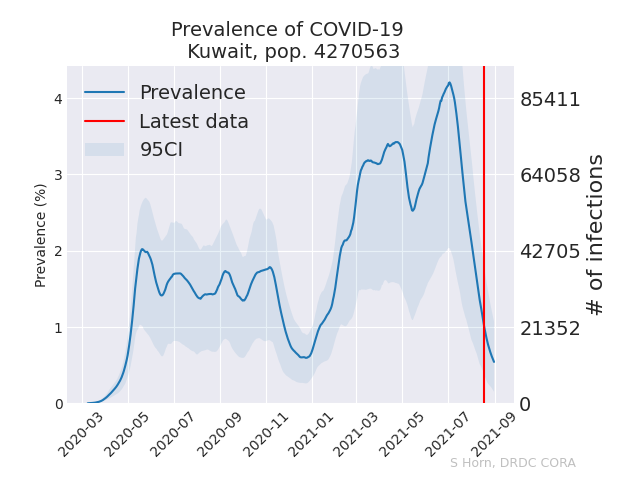 Prevalence of COVID-19
Kuwait, pop. 4270563
Prevalence
Latest data
95CI
Prevalence (%)
4
3
2
1
0
85411
64058
42705
21352
0
# of infections
2020-03
2020-05
2020-07
2020-09
2020-11
2021-01
2021-03
2021-05
2021-07
2021-09
S Horn, DRDC CORA